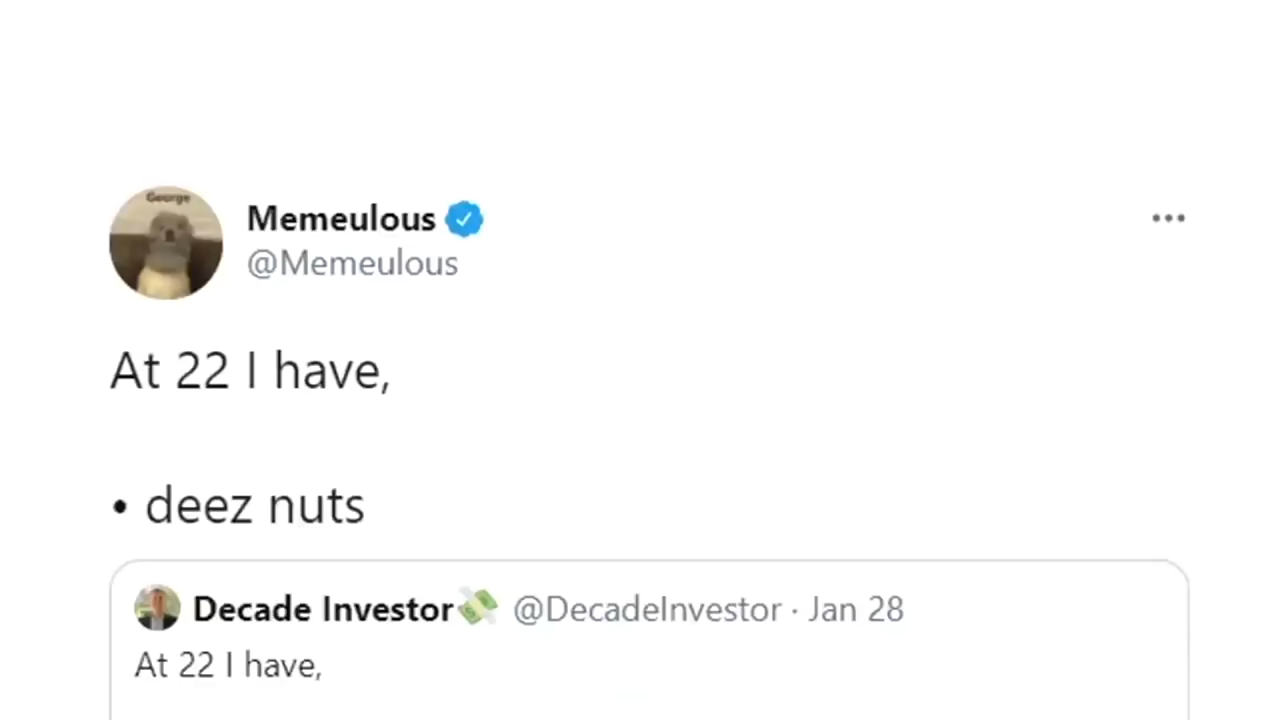 George
Memeulous
@Memeulous
At 22 I have,
• deez nuts
Decade Investor💸 @DecadeInvestor · Jan 28
At 22 I have,